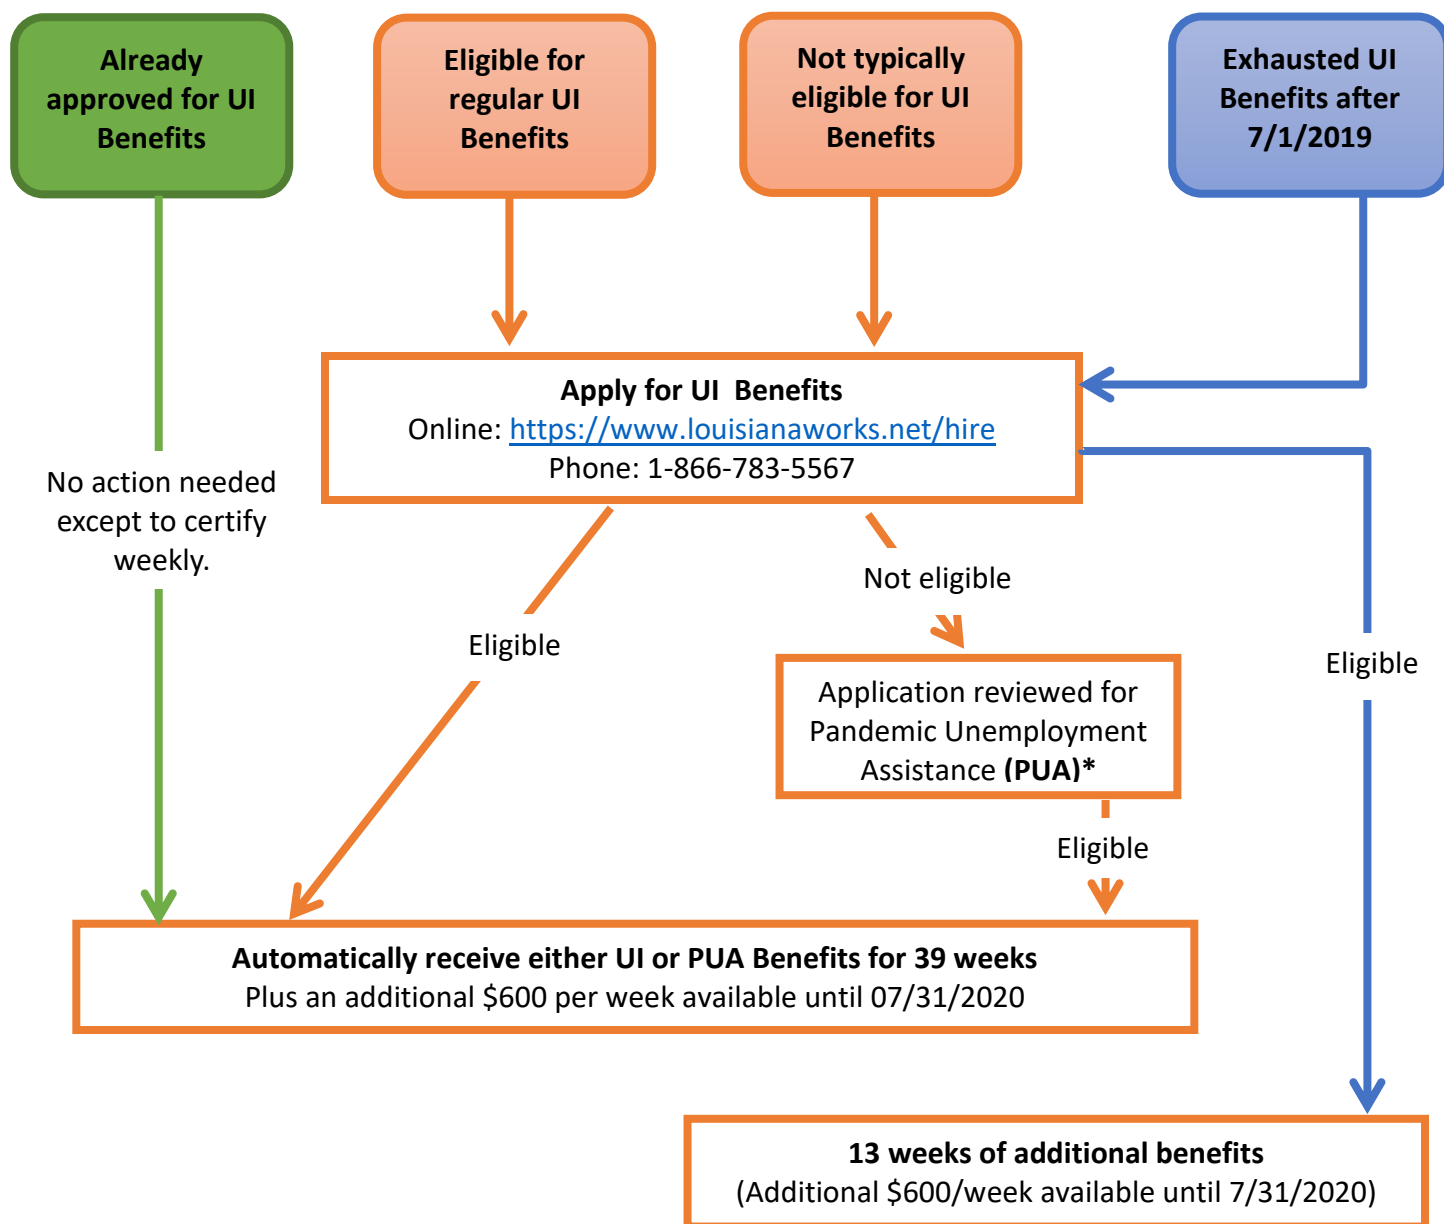 Already
approved for UI
Benefits
Eligible for
regular UI
Benefits
Not typically
eligible for UI
Benefits
Exhausted UI
Benefits after
7/1/2019
Apply for UI  Benefits
Online: https://www.louisianaworks.net/hire
Phone: 1-866-783-5567
No action needed
except to certify
weekly.
Eligible
Not eligible
Eligible
Application reviewed for
Pandemic Unemployment
Assistance (PUA)*
Eligible
Automatically receive either UI or PUA Benefits for 39 weeks
Plus an additional $600 per week available until 07/31/2020
13 weeks of additional benefits
(Additional $600/week available until 7/31/2020)